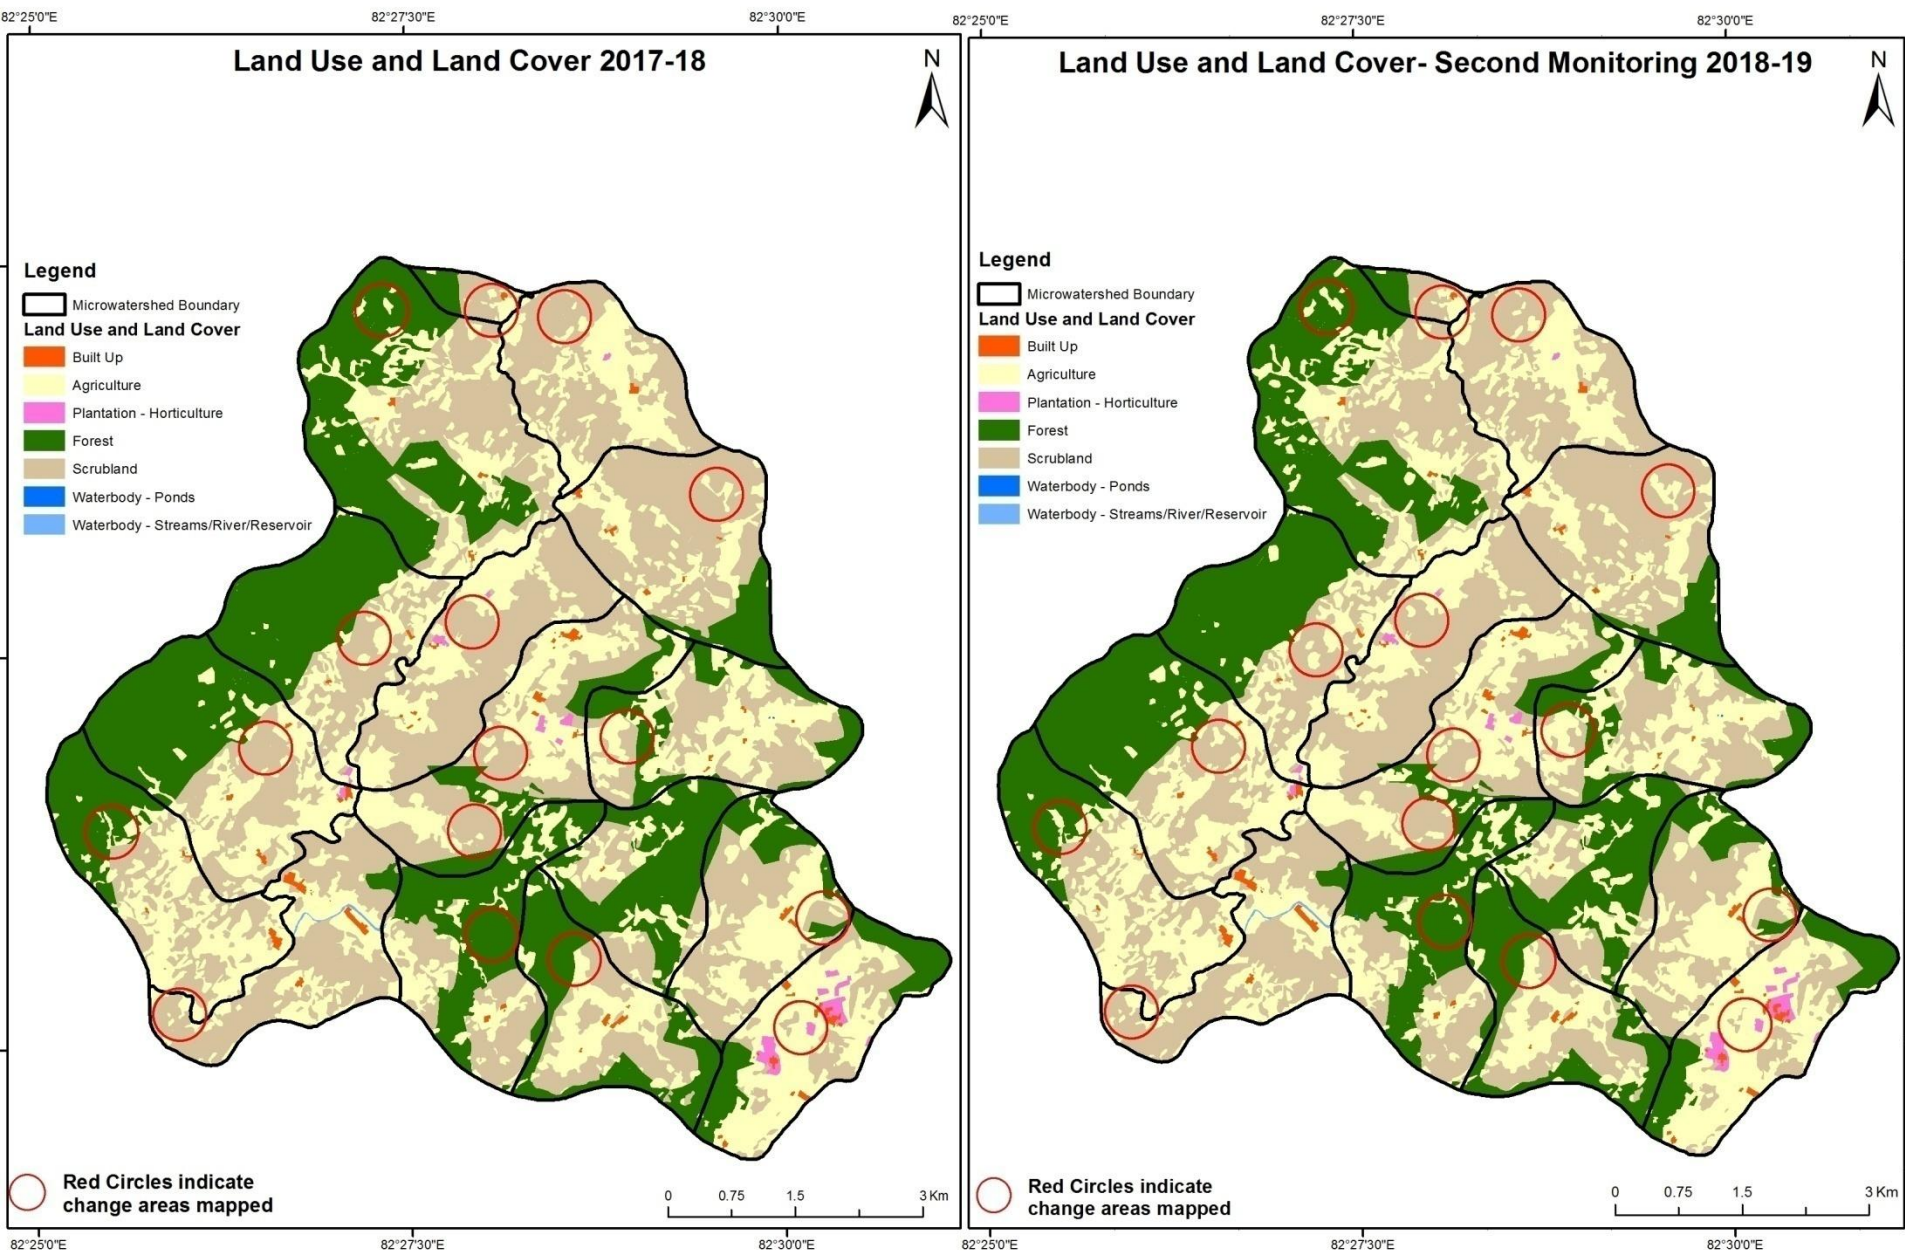 82°25'0"E 82°27'30"E 82°30'0"E
Land Use and Land Cover 2017-18
N
Legend
Microwatershed Boundary
Land Use and Land Cover
Built Up
Agriculture
Plantation - Horticulture
Forest
Scrubland
Waterbody - Ponds
Waterbody - Streams/River/Reservoir
Red Circles indicate
change areas mapped
0 0.75 1.5 3 Km
82°25'0"E 82°27'30"E 82°30'0"E
82°25'0"E 82°27'30"E 82°30'0"E
Land Use and Land Cover- Second Monitoring 2018-19
N
Legend
Microwatershed Boundary
Land Use and Land Cover
Built Up
Agriculture
Plantation - Horticulture
Forest
Scrubland
Waterbody - Ponds
Waterbody - Streams/River/Reservoir
Red Circles indicate
change areas mapped
0 0.75 1.5 3 Km
82°25'0"E 82°27'30"E 82°30'0"E